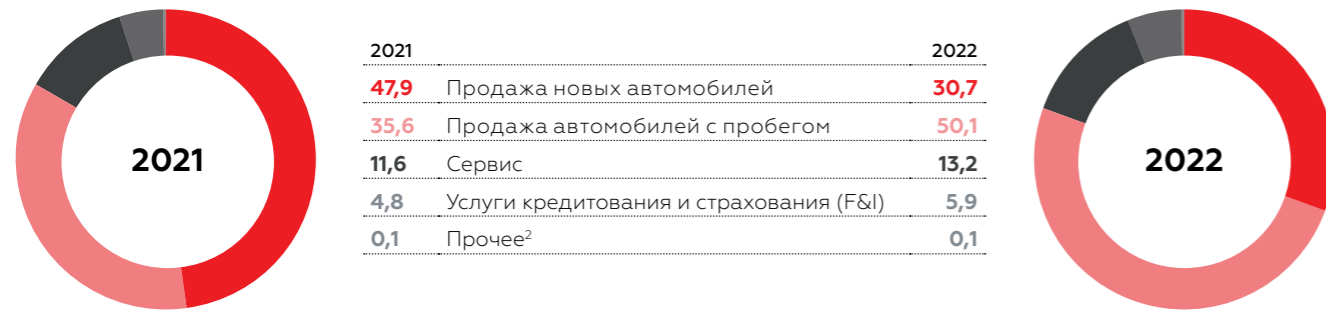 2021 2022
47,9 Продажа новых автомобилей 30,7
35,6 Продажа автомобилей с пробегом 50,1
11,6 Сервис 13,2
4,8 Услуги кредитования и страхования (F&I) 5,9
0,1 Прочее² 0,1
2021
2022